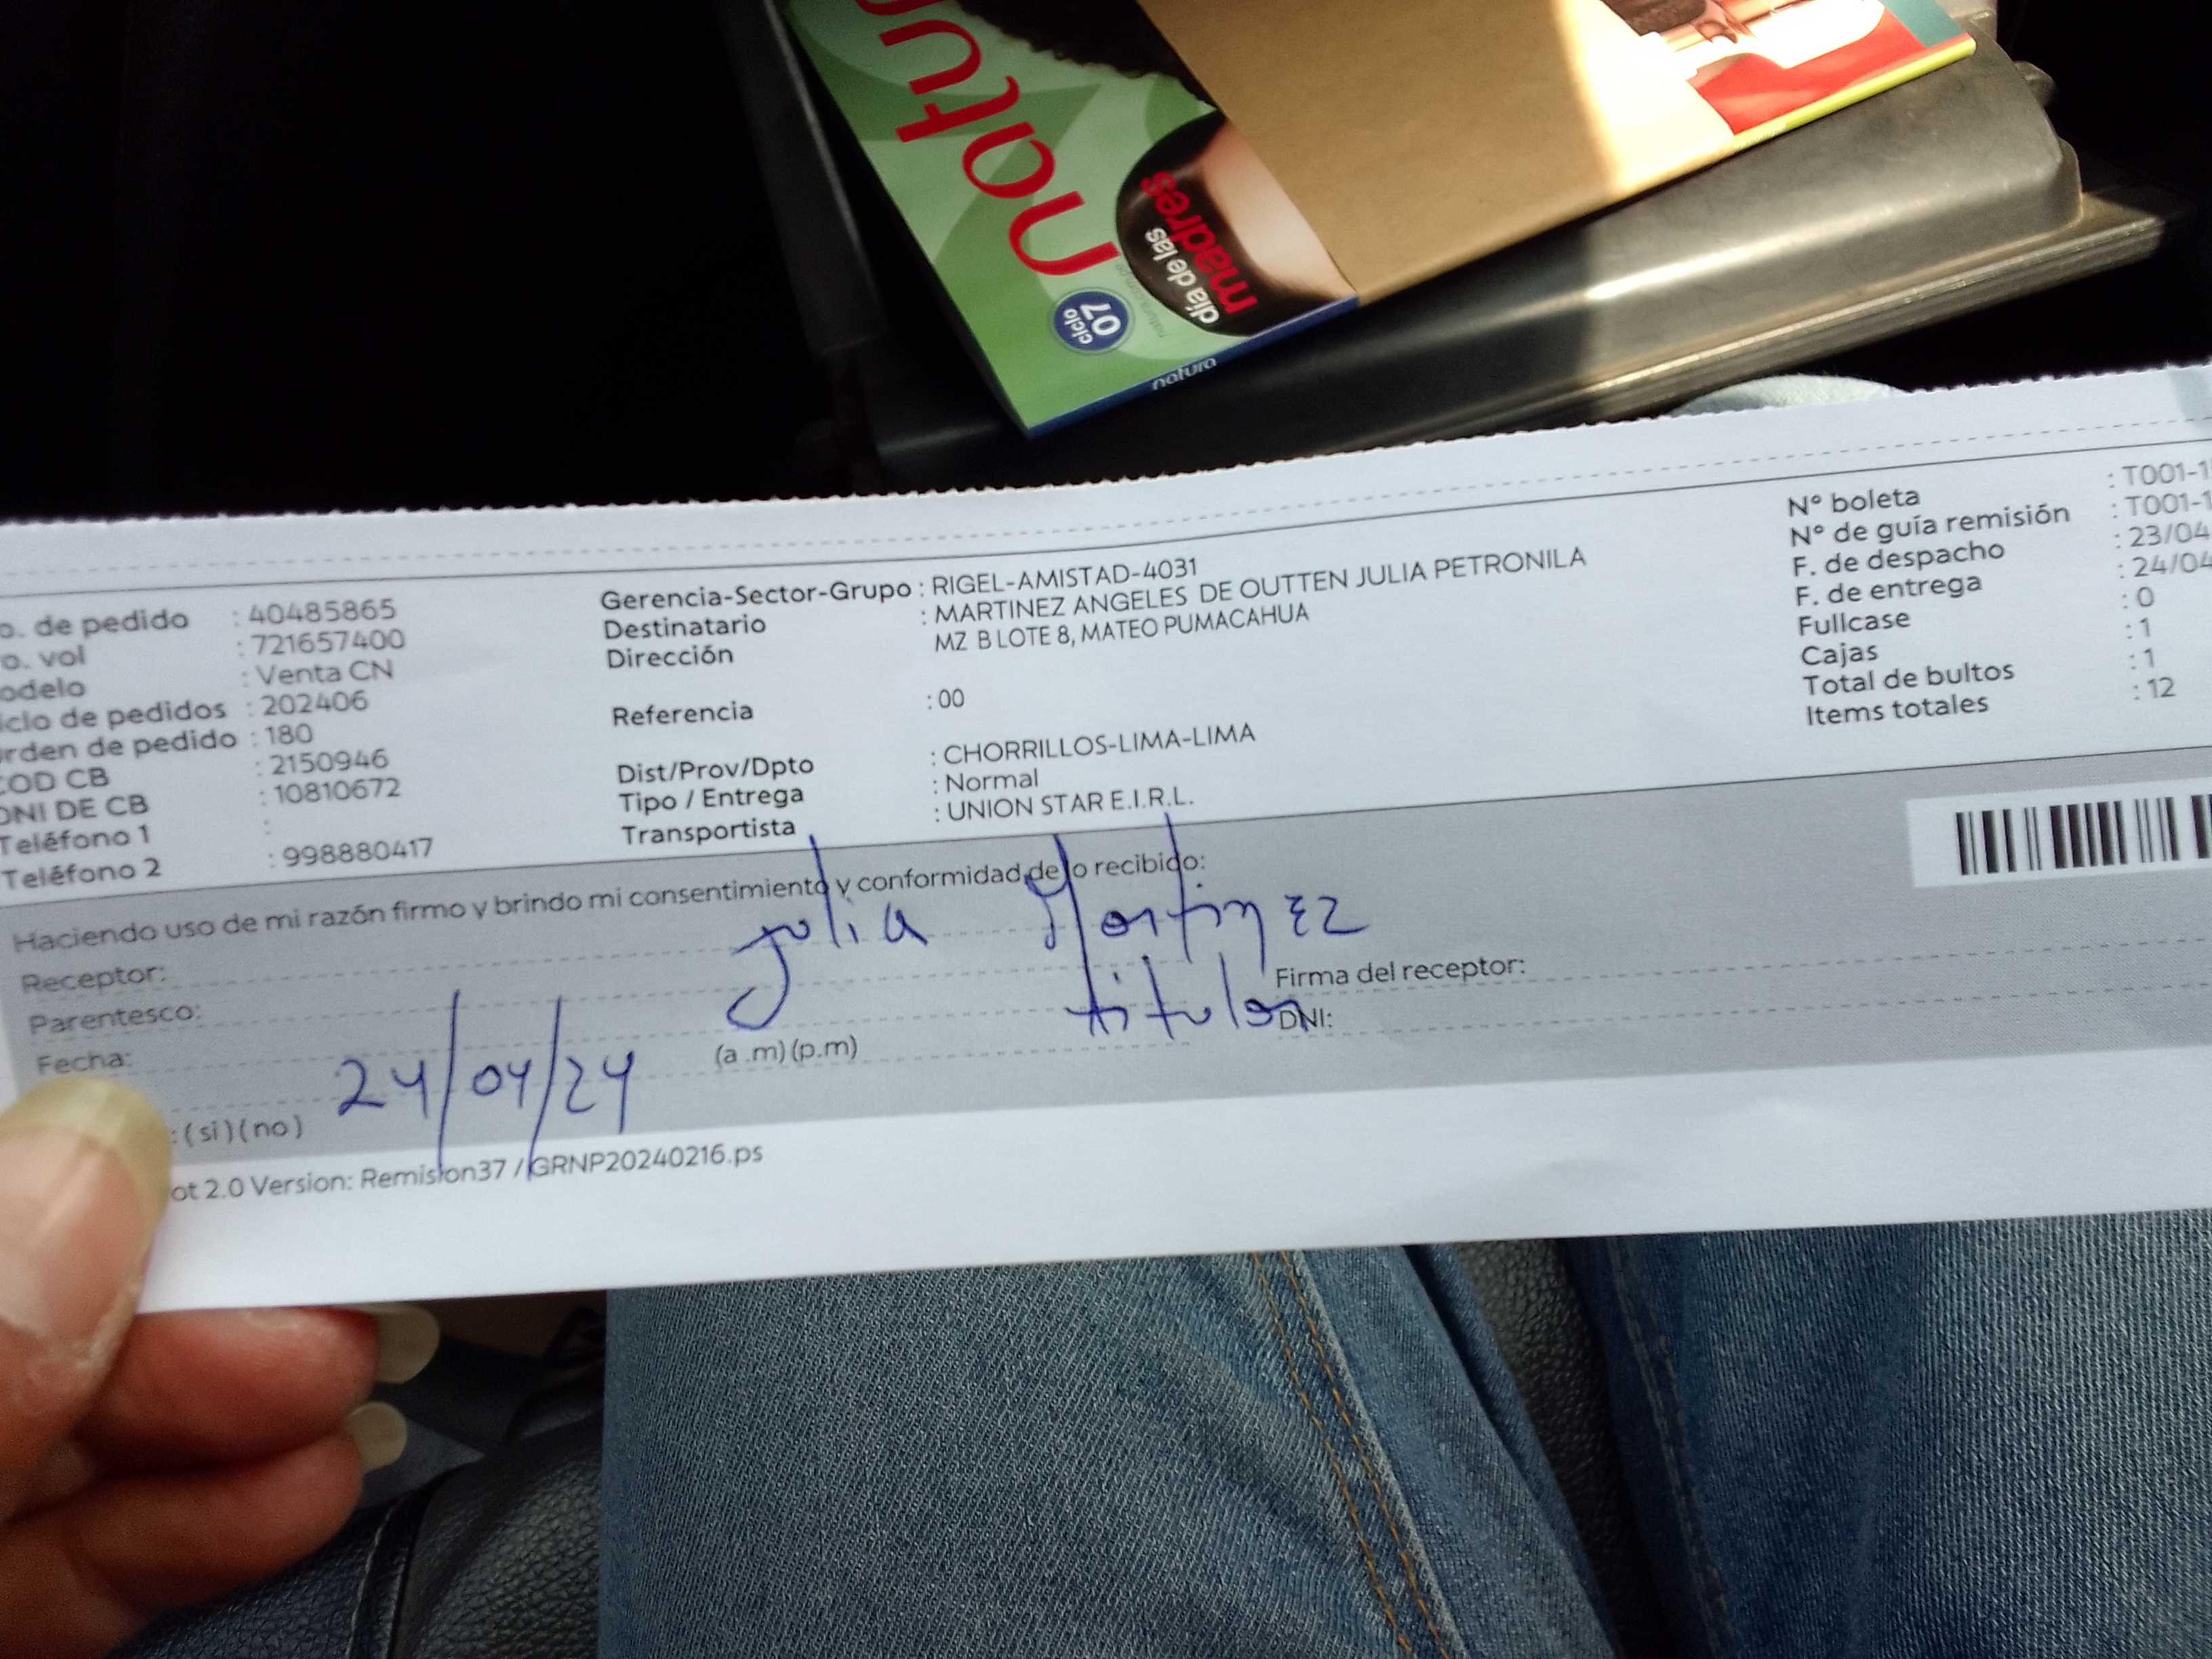 natur
ciclo
07
día de las
madres
natura
o. de pedido : 40485865
o. vol : 721657400
odelo : Venta CN
iclo de pedidos : 202406
rden de pedido : 180
COD CB : 2150946
DNI DE CB : 10810672
Teléfono 1 :
Teléfono 2 : 998880417
Gerencia-Sector-Grupo : RIGEL-AMISTAD-4031
Destinatario : MARTINEZ ANGELES DE OUTTEN JULIA PETRONILA
Dirección MZ B LOTE 8, MATEO PUMACAHUA
Referencia : 00
Dist/Prov/Dpto : CHORRILLOS-LIMA-LIMA
Tipo / Entrega : Normal
Transportista : UNION STAR E.I.R.L.
N° boleta : T001-1
N° de guía remisión : T001-1
F. de despacho : 23/04
F. de entrega : 24/04
Fullcase : 0
Cajas : 1
Total de bultos : 1
Items totales : 12
Haciendo uso de mi razón firmo y brindo mi consentimiento y conformidad de lo recibido:
Receptor: Julia Martinez
Parentesco: titular
Firma del receptor:
Fecha: 24/04/24 (a .m) (p.m)
DNI:
: (si) (no)
ot 2.0 Version: Remision37 / GRNP20240216.ps